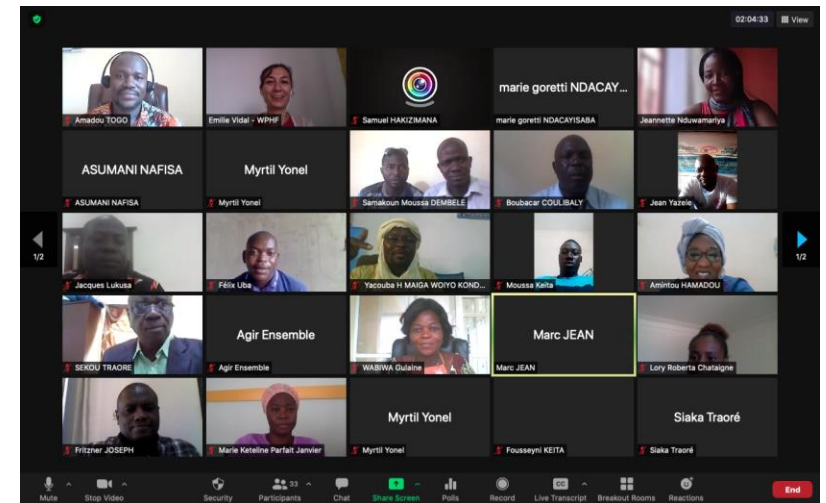 02:04:33 View
Amadou TOGO
Emilie Vidal - WPHF
Samuel HAKIZIMANA
marie goretti NDACAY...
marie goretti NDACAYISABA
Jeannette Nduwamariya
ASUMANI NAFISA
ASUMANI NAFISA
Myrtil Yonel
Myrtil Yonel
Samakoun Moussa DEMBELE
Boubacar COULIBALY
Jean Yazele
1/2
Jacques Lukusa
Félix Uba
Yacouba H MAIGA WOIYO KOND...
Moussa Keita
Amintou HAMADOU
1/2
SEKOU TRAORE
Agir Ensemble
Agir Ensemble
WABIWA Gulaine
Marc JEAN
Marc JEAN
Lory Roberta Chataigne
Fritzner JOSEPH
Marie Keteline Parfait Janvier
Myrtil Yonel
Myrtil Yonel
Fousseyni KEITA
Siaka Traoré
Siaka Traoré
Mute Stop Video Security Participants 33 Chat Share Screen Polls Record CC Live Transcript Breakout Rooms Reactions End